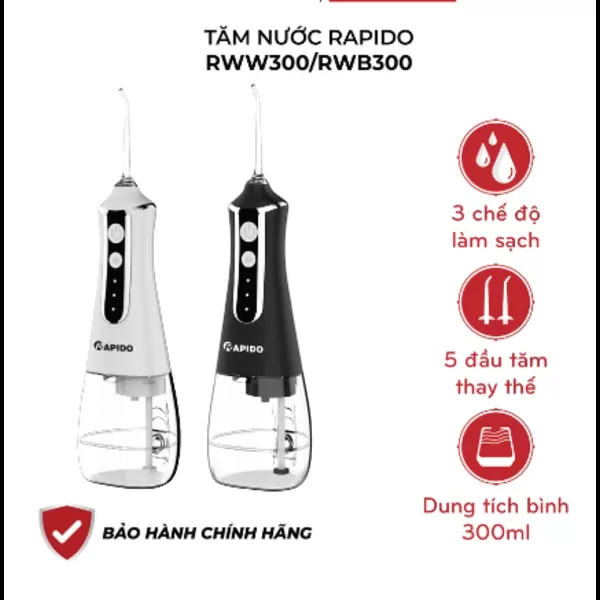 TĂM NƯỚC RAPIDO
RWW300/RWB300
3 chế độ
làm sạch
RAPIDO
RAPIDO
5 đầu tăm
thay thế
Dung tích bình
300ml
BẢO HÀNH CHÍNH HÃNG